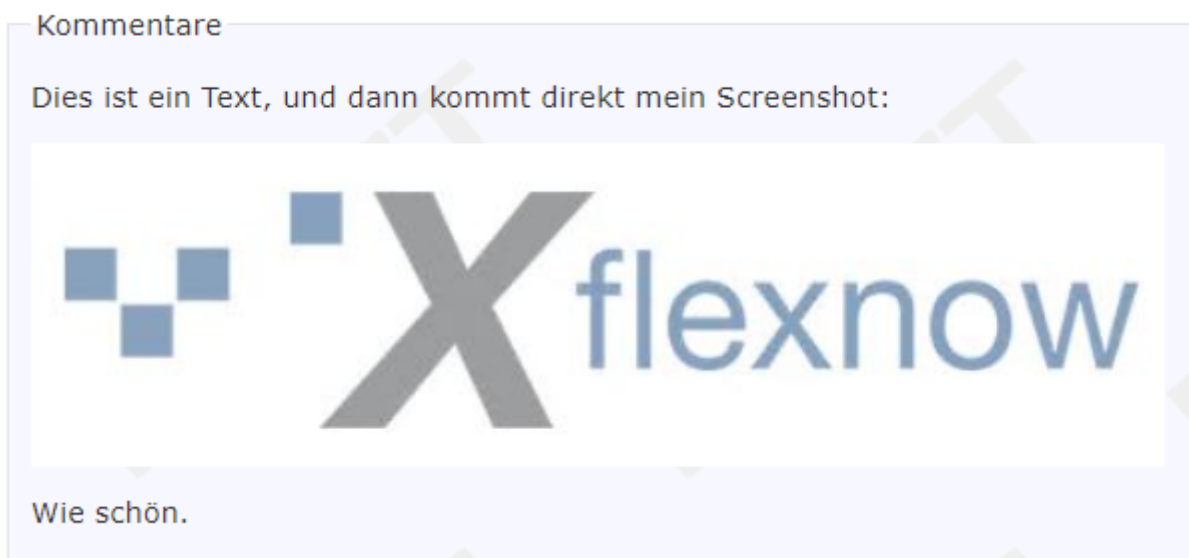 Kommentare
Dies ist ein Text, und dann kommt direkt mein Screenshot:
X flexnow
Wie schön.